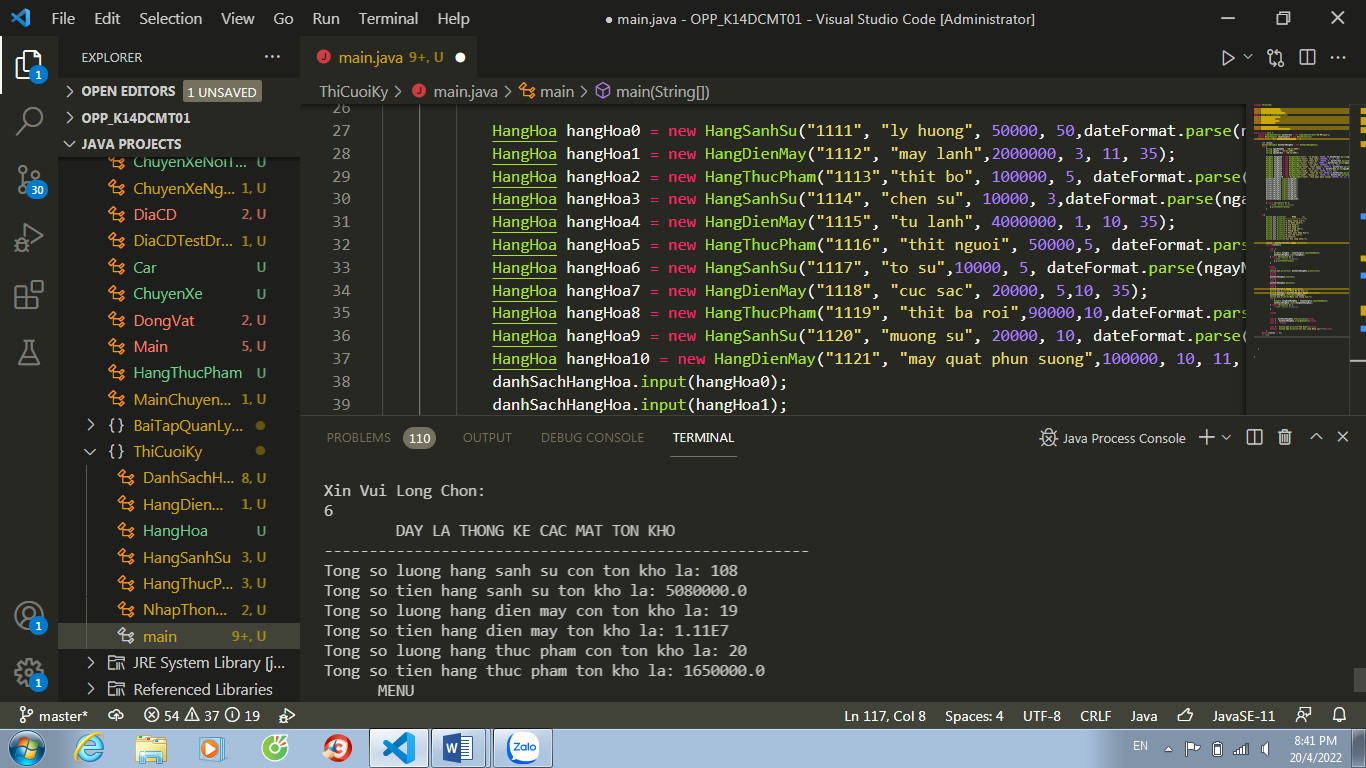 File Edit Selection View Go Run Terminal Help
● main.java - OPP_K14DCMT01 - Visual Studio Code [Administrator]
EXPLORER ...
main.java 9+, U
OPEN EDITORS 1 UNSAVED
OPP_K14DCMT01
JAVA PROJECTS
ChuyenXeNoiT... U
ChuyenXeNg... 1, U
DiaCD 2, U
DiaCDTestDr... 1, U
Car U
ChuyenXe U
DongVat 2, U
Main 5, U
HangThucPham U
MainChuyen... 1, U
{} BaiTapQuanLy...
{} ThiCuoiKy
DanhSachH... 8, U
HangDien... 1, U
HangHoa U
HangSanhSu 3, U
HangThucP... 3, U
NhapThon... 2, U
main 9+, U
JRE System Library [j...
Referenced Libraries
1
30
1
1
ThiCuoiKy > main.java > main > main(String[])
26
27 HangHoa hangHoa0 = new HangSanhSu("1111", "ly huong", 50000, 50,dateFormat.parse(n
28 HangHoa hangHoa1 = new HangDienMay("1112", "may lanh",2000000, 3, 11, 35);
29 HangHoa hangHoa2 = new HangThucPham("1113","thit bo", 100000, 5, dateFormat.parse(
30 HangHoa hangHoa3 = new HangSanhSu("1114", "chen su", 10000, 3,dateFormat.parse(nga
31 HangHoa hangHoa4 = new HangDienMay("1115", "tu lanh", 4000000, 1, 10, 35);
32 HangHoa hangHoa5 = new HangThucPham("1116", "thit nguoi", 50000,5, dateFormat.pars
33 HangHoa hangHoa6 = new HangSanhSu("1117", "to su",10000, 5, dateFormat.parse(ngayM
34 HangHoa hangHoa7 = new HangDienMay("1118", "cuc sac", 20000, 5,10, 35);
35 HangHoa hangHoa8 = new HangThucPham("1119", "thit ba roi",90000,10,dateFormat.pars
36 HangHoa hangHoa9 = new HangSanhSu("1120", "muong su", 20000, 10, dateFormat.parse(
37 HangHoa hangHoa10 = new HangDienMay("1121", "may quat phun suong",100000, 10, 11,
38 danhSachHangHoa.input(hangHoa0);
39 danhSachHangHoa.input(hangHoa1);
PROBLEMS 110 OUTPUT DEBUG CONSOLE TERMINAL Java Process Console
Xin Vui Long Chon:
6
DAY LA THONG KE CAC MAT TON KHO
------------------------------------------------------
Tong so luong hang sanh su con ton kho la: 108
Tong so tien hang sanh su ton kho la: 5080000.0
Tong so luong hang dien may con ton kho la: 19
Tong so tien hang dien may ton kho la: 1.11E7
Tong so luong hang thuc pham con ton kho la: 20
Tong so tien hang thuc pham ton kho la: 1650000.0
MENU
master* 54 37 19 Ln 117, Col 8 Spaces: 4 UTF-8 CRLF Java JavaSE-11
Zalo
EN 8:41 PM
20/4/2022